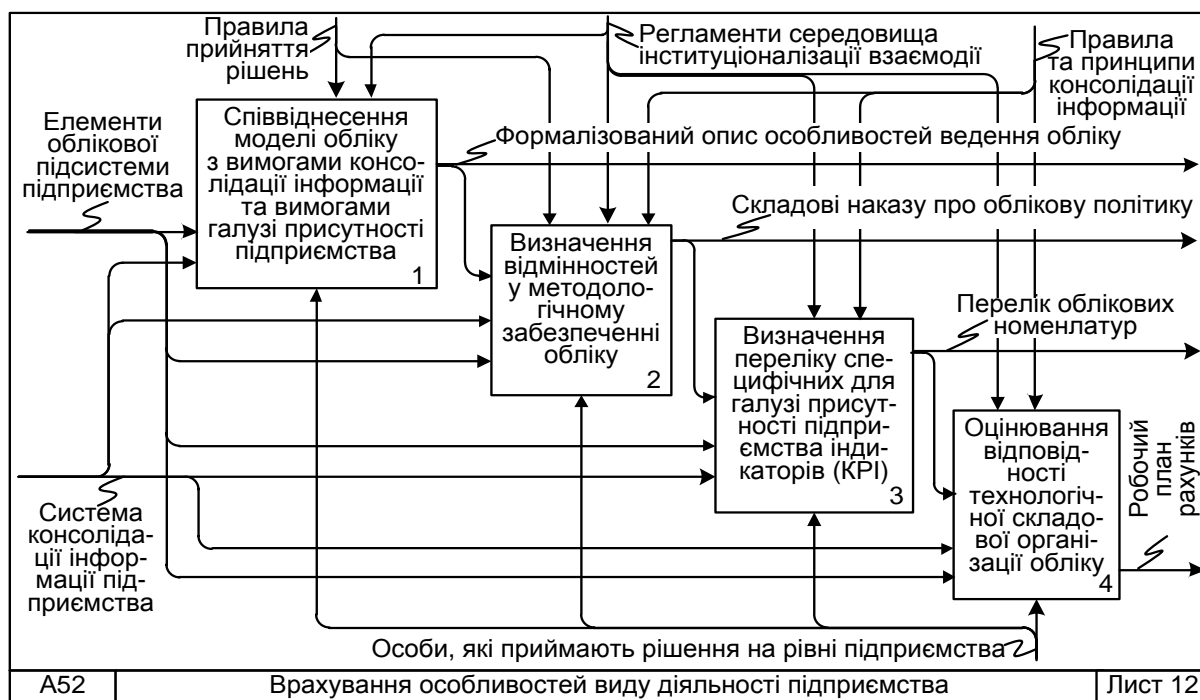 Правила
прийняття
рішень
Регламенти середовища
інституціоналізації взаємодії
Правила
та принципи
консолідації
інформації
Елементи
облікової
підсистеми
підприємства
Співвіднесення
моделі обліку
з вимогами консо-
лідації інформації
та вимогами
галузі присутності
підприємства
1
Формалізований опис особливостей ведення обліку
Складові наказу про облікову політику
Визначення
відмінностей
у методоло-
гічному
забезпеченні
обліку
2
Перелік облікових
номенлатур
Визначення
переліку спе-
цифічних для
галузі присут-
ності підпри-
ємства інди-
каторів (КРІ)
3
Оцінювання
відповід-
ності
технологіч-
ної складо-
вої органі-
зації обліку
4
Робочий
план
рахунків
Система
консоліда-
ції інфор-
мації під-
приємства
Особи, які приймають рішення на рівні підприємства
А52
Врахування особливостей виду діяльності підприємства
Лист 12